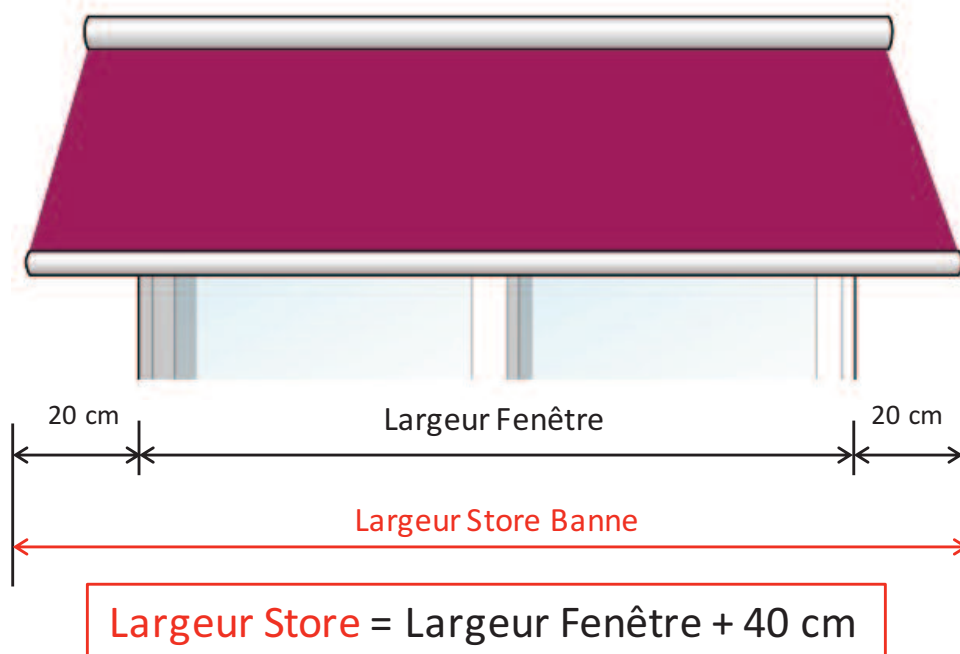 20 cm Largeur Fenêtre 20 cm
Largeur Store Banne
Largeur Store = Largeur Fenêtre + 40 cm